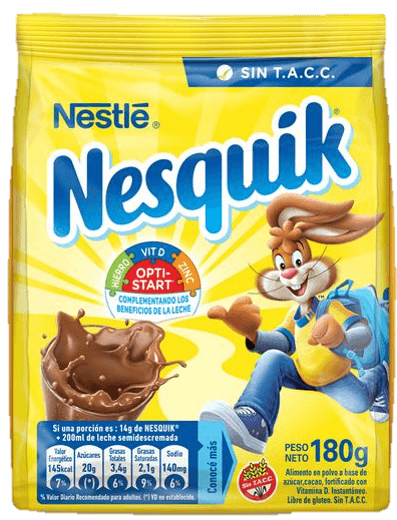 SIN T.A.C.C.
Nestlé®
Nesquik®
HIERRO VIT D ZINC
OPTI-
START
COMPLEMENTANDO LOS
BENEFICIOS DE LA LECHE
Si una porción es : 14g de NESQUIK®
+ 200ml de leche semidescremada
Valor Energético 145kcal 7%
Azúcares 20g (*)
Grasas Totales 3,4g 6%
Grasas Saturadas 2,1g 9%
Sodio 140mg 6%
% Valor Diario Recomendado para adultos. (*) VD no establecido.
Conocé más
Sin T.A.C.C.
PESO
NETO 180g
Alimento en polvo a base de
azúcar,cacao, fortificado con
Vitamina D. Instantáneo.
Libre de gluten. Sin T.A.C.C.